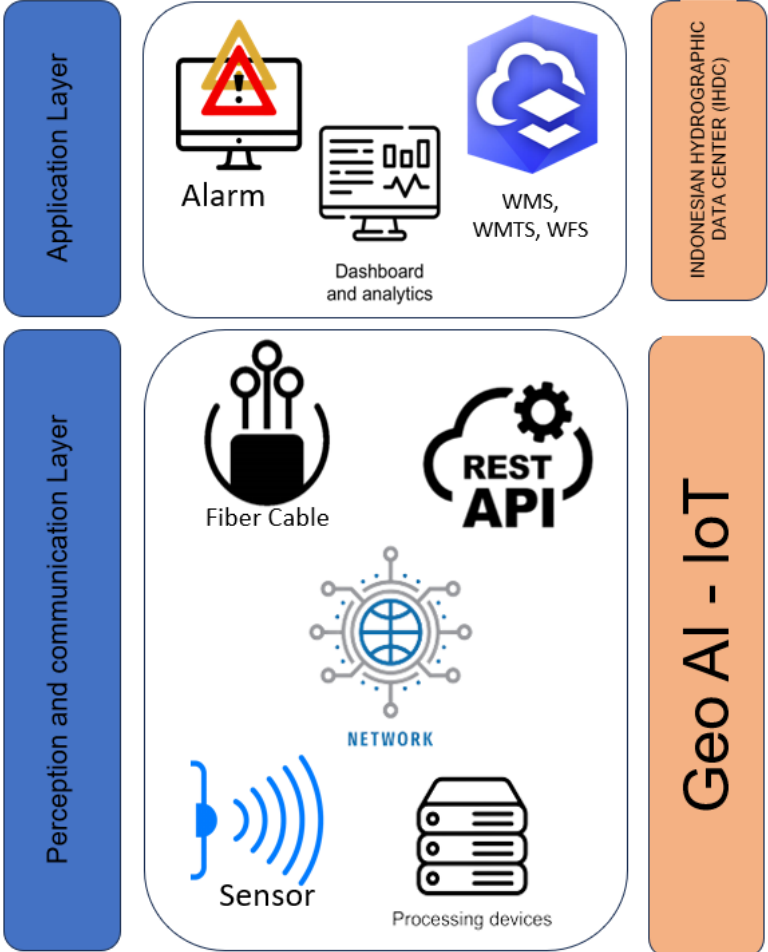 Application Layer
Alarm
Dashboard
and analytics
WMS,
WMTS, WFS
INDONESIAN HYDROGRAPHIC
DATA CENTER (IHDC)
Perception and communication Layer
Fiber Cable
REST
API
NETWORK
Sensor
Processing devices
Geo AI - IoT